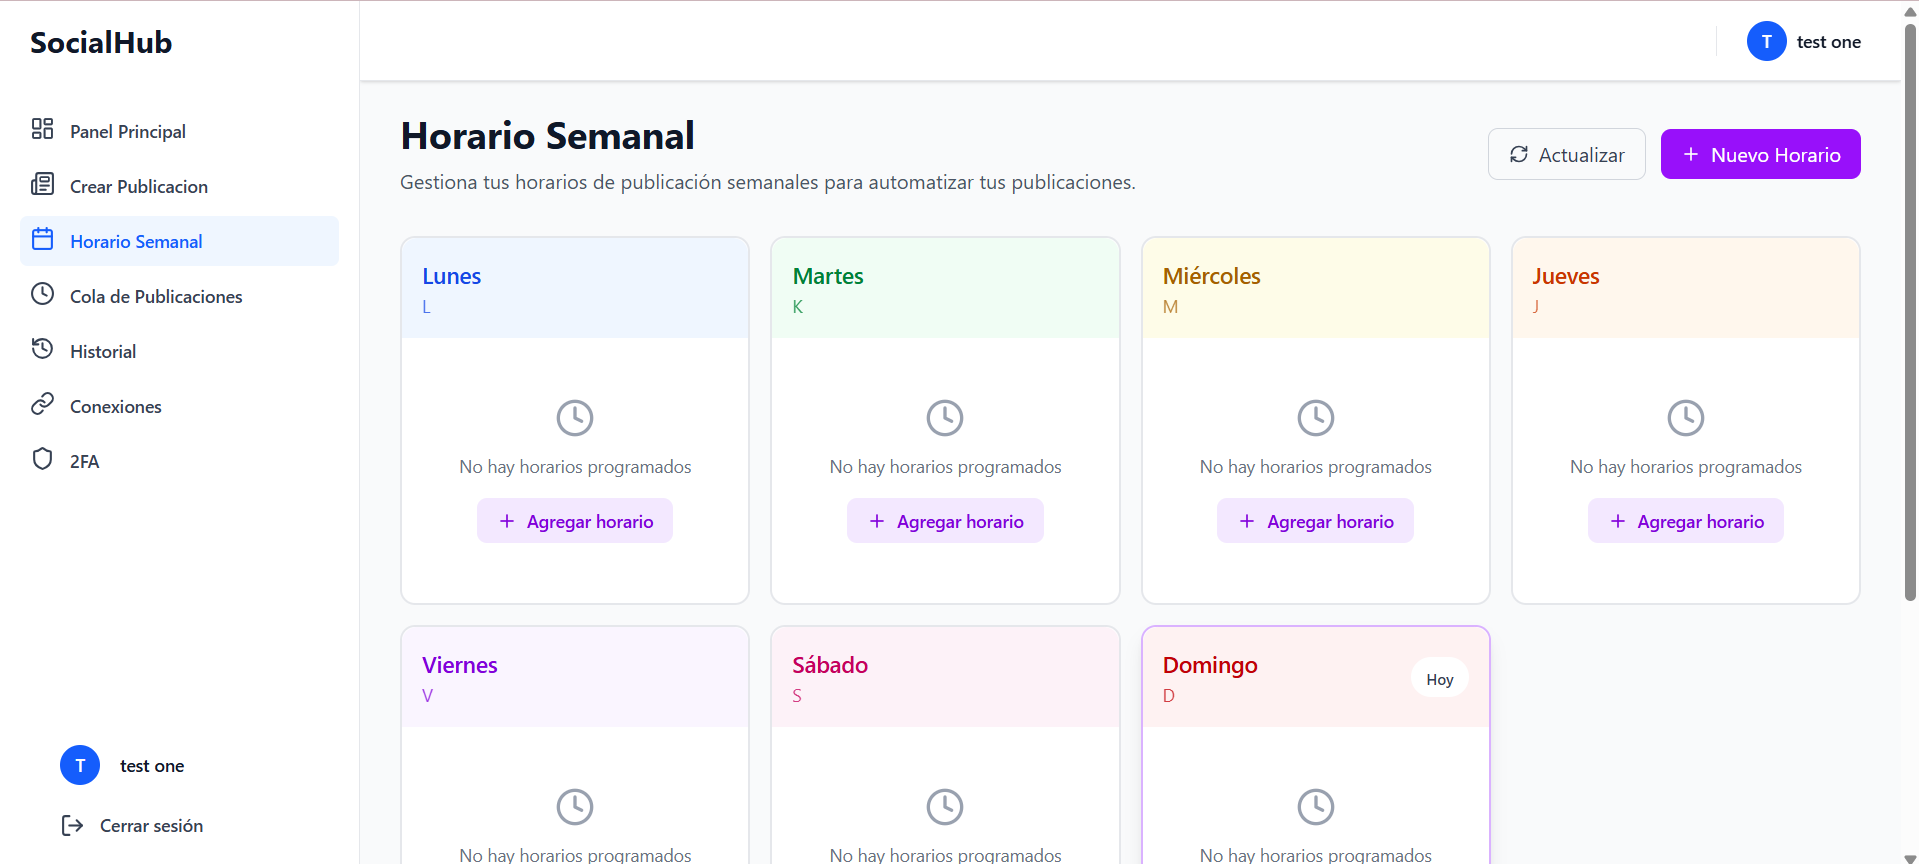 SocialHub
T test one
Panel Principal
Crear Publicacion
Horario Semanal
Cola de Publicaciones
Historial
Conexiones
2FA
T test one
Cerrar sesión
Horario Semanal
Gestiona tus horarios de publicación semanales para automatizar tus publicaciones.
Actualizar
+ Nuevo Horario
Lunes
L
No hay horarios programados
+ Agregar horario
Martes
K
No hay horarios programados
+ Agregar horario
Miércoles
M
No hay horarios programados
+ Agregar horario
Jueves
J
No hay horarios programados
+ Agregar horario
Viernes
V
No hay horarios programados
Sábado
S
No hay horarios programados
Domingo
D
Hoy
No hay horarios programados